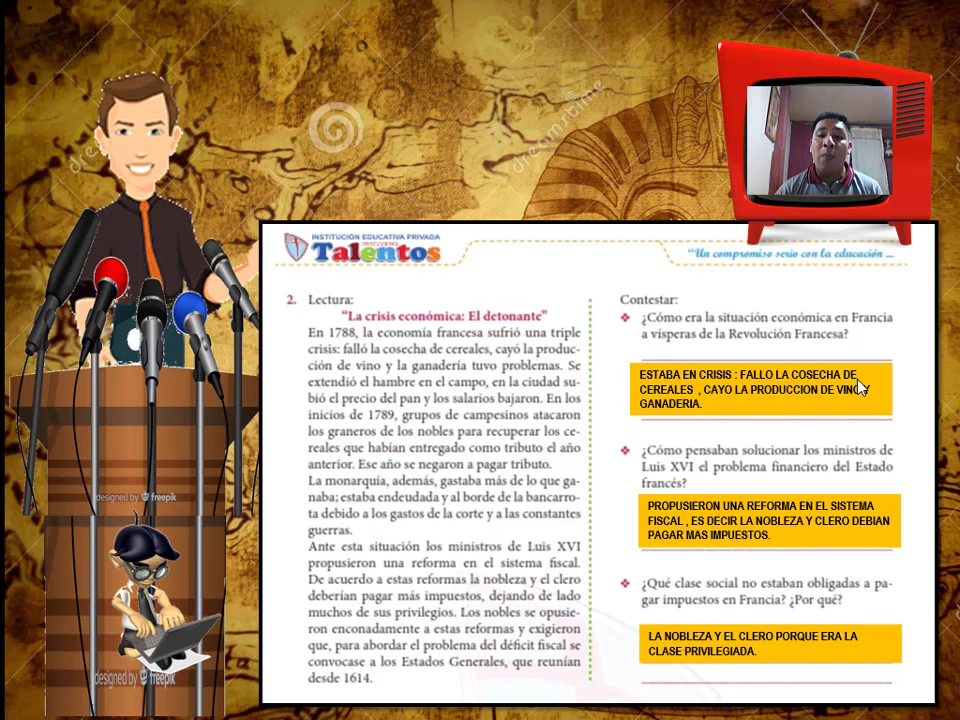 dreamstime
dreamstime
INSTITUCIÓN EDUCATIVA PRIVADA
Talentos
"Un compromiso serio con la educación ...
2. Lectura:
"La crisis económica: El detonante"
En 1788, la economía francesa sufrió una triple
crisis: falló la cosecha de cereales, cayó la produc-
ción de vino y la ganadería tuvo problemas. Se
extendió el hambre en el campo, en la ciudad su-
bió el precio del pan y los salarios bajaron. En los
inicios de 1789, grupos de campesinos atacaron
los graneros de los nobles para recuperar los ce-
reales que habían entregado como tributo el año
anterior. Ese año se negaron a pagar tributo.
La monarquía, además, gastaba más de lo que ga-
naba; estaba endeudada y al borde de la bancarro-
ta debido a los gastos de la corte y a las constantes
guerras.
Ante esta situación los ministros de Luis XVI
propusieron una reforma en el sistema fiscal.
De acuerdo a estas reformas la nobleza y el clero
deberían pagar más impuestos, dejando de lado
muchos de sus privilegios. Los nobles se opusie-
ron enconadamente a estas reformas y exigieron
que, para abordar el problema del déficit fiscal se
convocase a los Estados Generales, que reunían
desde 1614.
Contestar:
❖ ¿Cómo era la situación económica en Francia
a vísperas de la Revolución Francesa?
ESTABA EN CRISIS : FALLO LA COSECHA DE
CEREALES , CAYO LA PRODUCCION DE VINO Y
GANADERIA.
❖ ¿Cómo pensaban solucionar los ministros de
Luis XVI el problema financiero del Estado
francés?
PROPUSIERON UNA REFORMA EN EL SISTEMA
FISCAL , ES DECIR LA NOBLEZA Y CLERO DEBIAN
PAGAR MAS IMPUESTOS.
❖ ¿Qué clase social no estaban obligadas a pa-
gar impuestos en Francia? ¿Por qué?
LA NOBLEZA Y EL CLERO PORQUE ERA LA
CLASE PRIVILEGIADA.
designed by freepik
designed by freepik